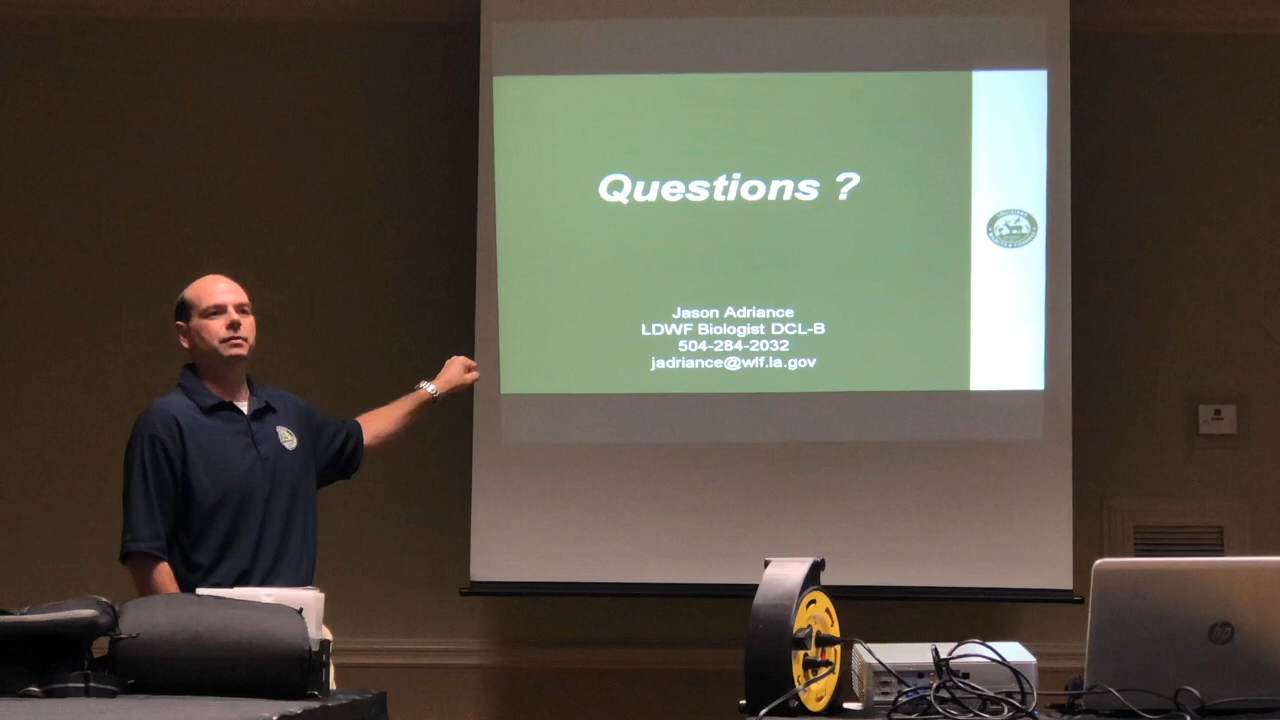 Questions ?
Jason Adriance
LDWF Biologist DCL-B
504-284-2032
jadriance@wlf.la.gov
hp